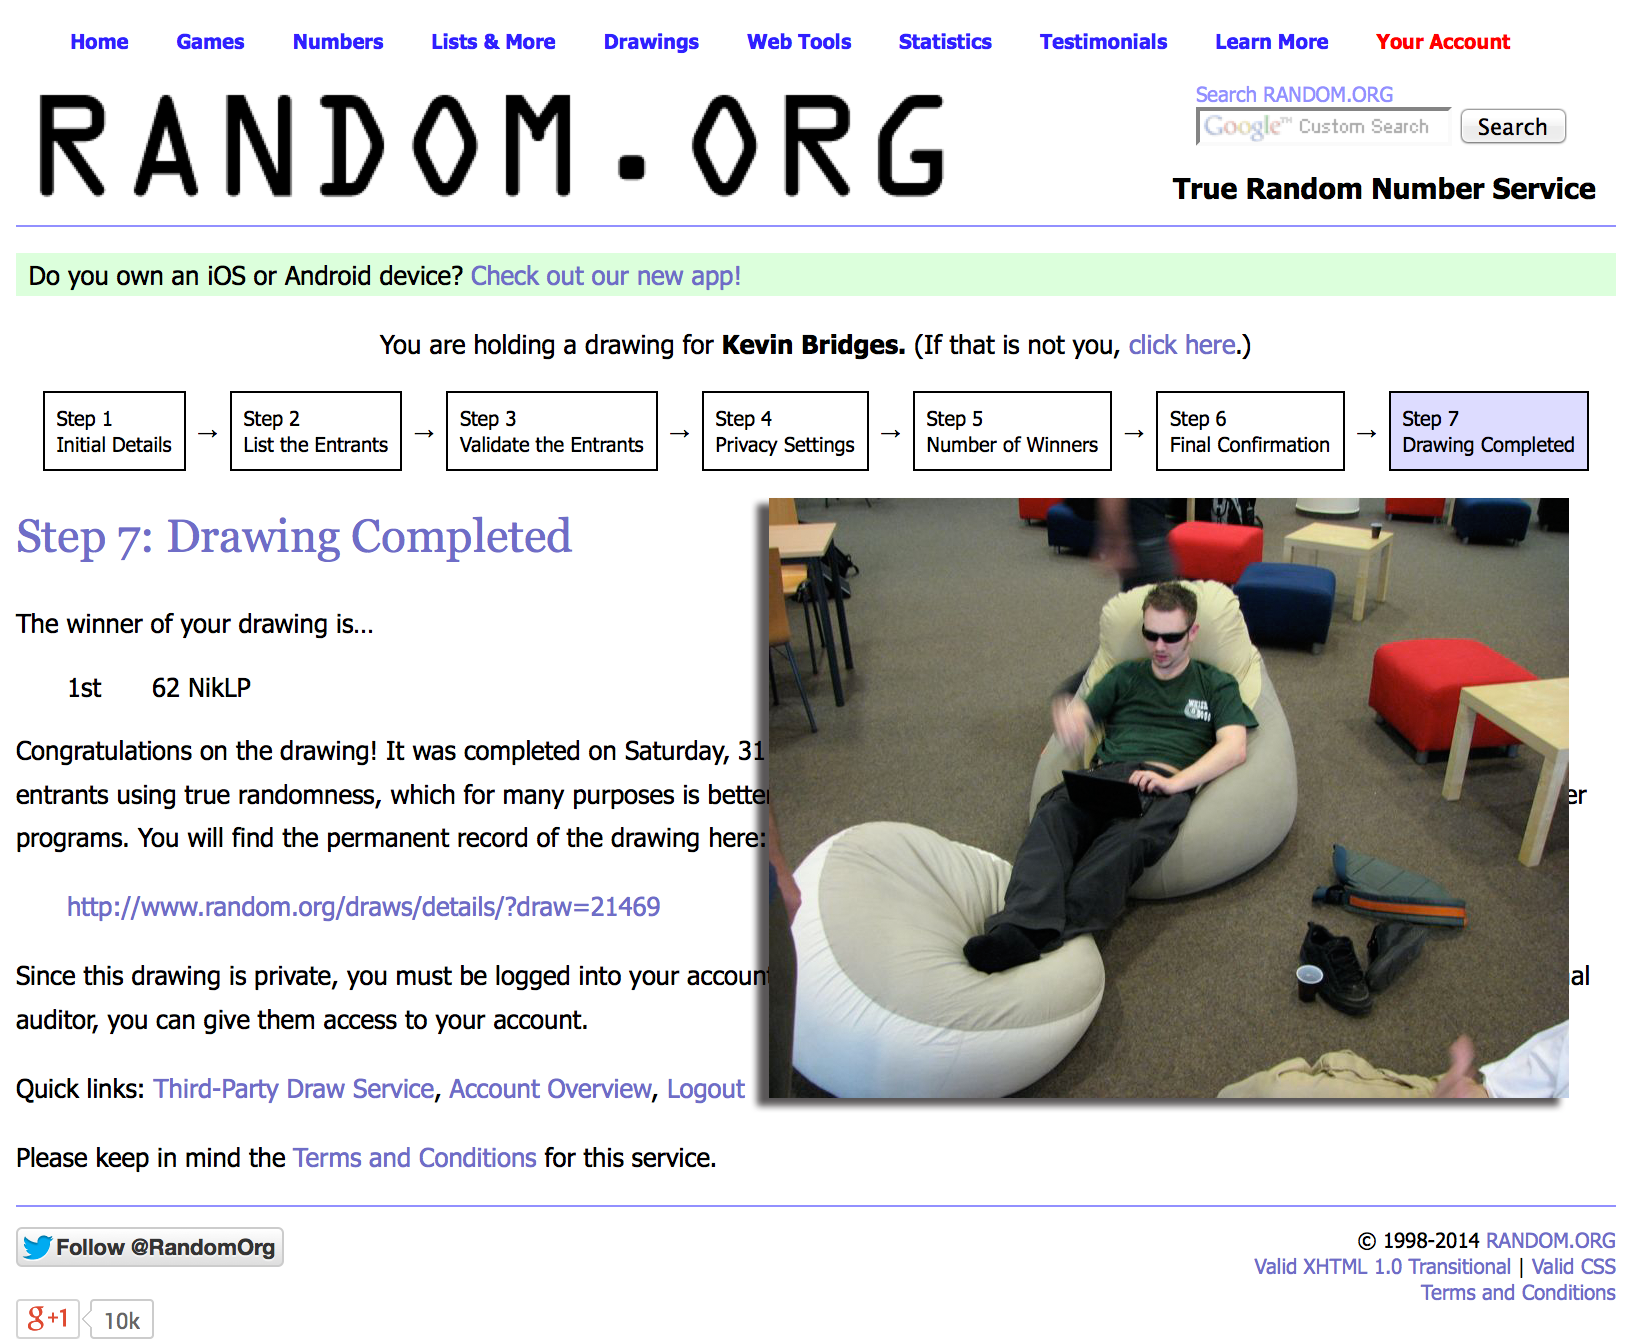 Home Games Numbers Lists & More Drawings Web Tools Statistics Testimonials Learn More Your Account
RANDOM.ORG
Search RANDOM.ORG
Google™ Custom Search Search
True Random Number Service
Do you own an iOS or Android device? Check out our new app!
You are holding a drawing for Kevin Bridges. (If that is not you, click here.)
Step 1
Initial Details
→
Step 2
List the Entrants
→
Step 3
Validate the Entrants
→
Step 4
Privacy Settings
→
Step 5
Number of Winners
→
Step 6
Final Confirmation
→
Step 7
Drawing Completed
Step 7: Drawing Completed
The winner of your drawing is...
1st 62 NikLP
Congratulations on the drawing! It was completed on Saturday, 31
entrants using true randomness, which for many purposes is
programs. You will find the permanent record of the drawing here:
http://www.random.org/draws/details/?draw=21469
Since this drawing is private, you must be logged into your
auditor, you can give them access to your account.
Quick links: Third-Party Draw Service, Account Overview, Logout
Please keep in mind the Terms and Conditions for this service.
Follow @RandomOrg
g+1 10k
© 1998-2014 RANDOM.ORG
Valid XHTML 1.0 Transitional | Valid CSS
Terms and Conditions